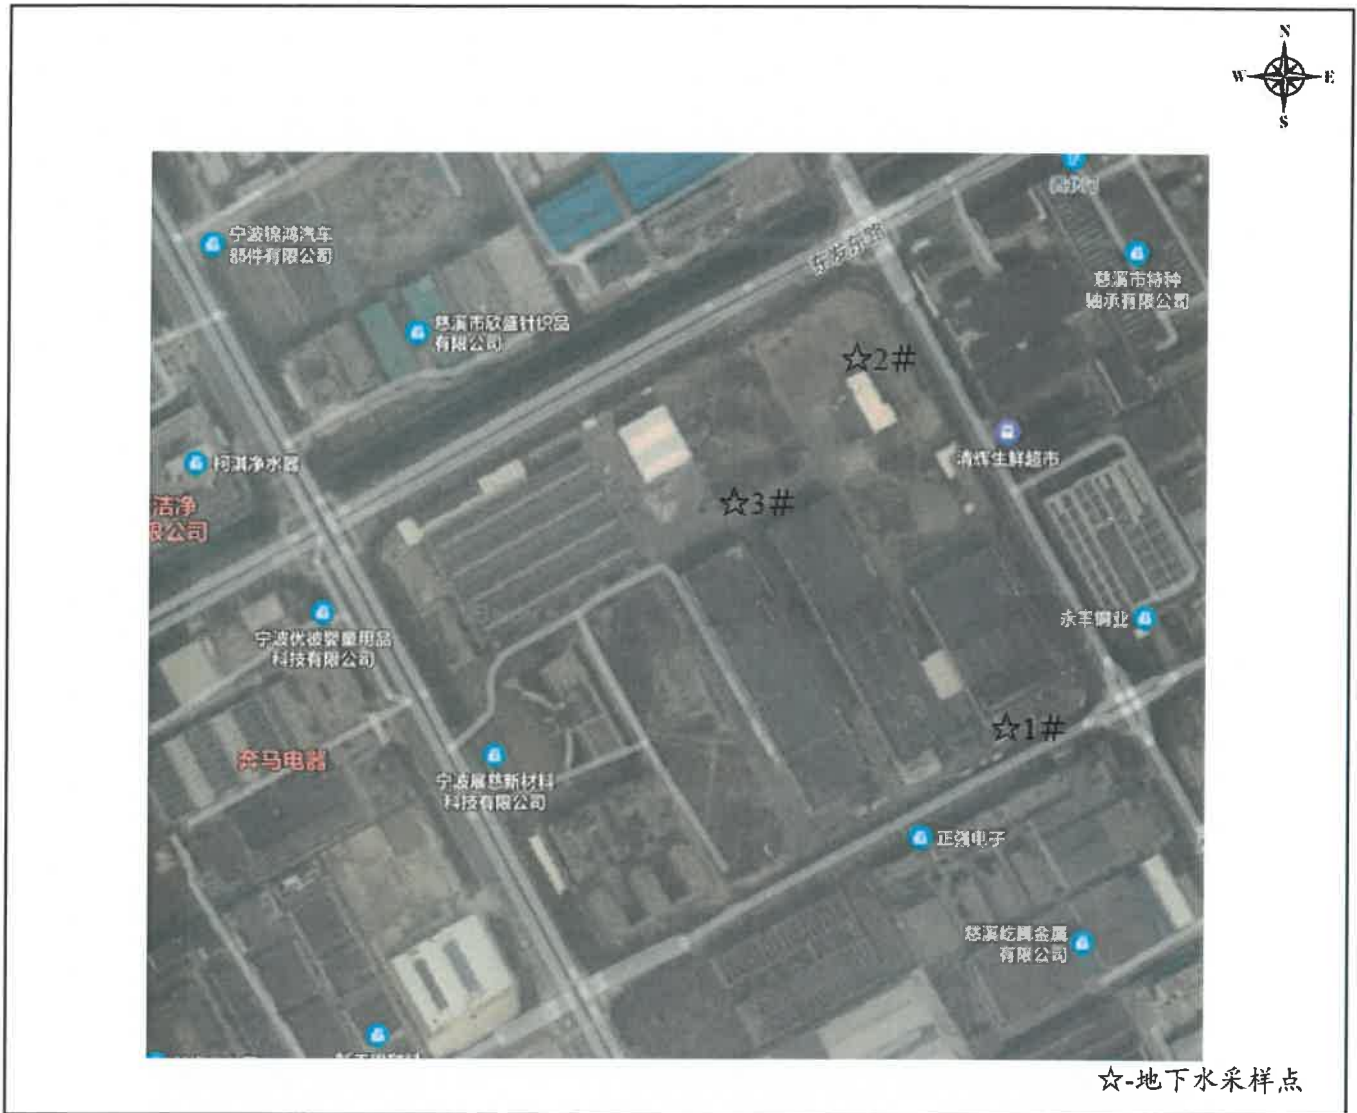 N
W
E
S
宁波锦鸿汽车
部件有限公司
慈溪市欣盛针织品
有限公司
东发东路
慈溪市特种
轴承有限公司
☆2#
清辉生鲜超市
柯淇净水器
洁净
限公司
☆3#
宁波优彼婴童用品
科技有限公司
永丰铜业
☆1#
奔马电器
宁波展慈新材料
科技有限公司
正强电子
慈溪屹圆金属
有限公司
☆-地下水采样点